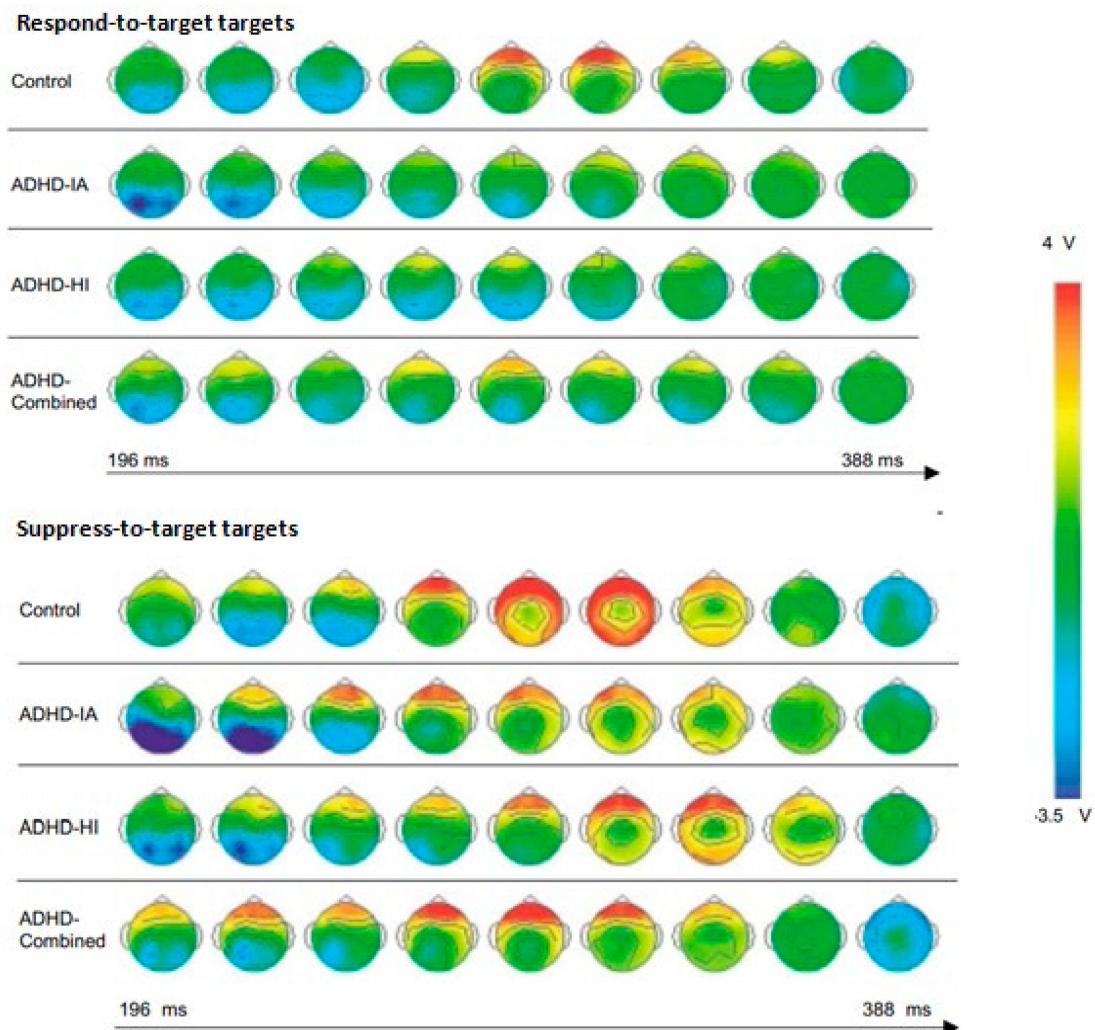 Respond-to-target targets
Control
ADHD-IA
ADHD-HI
ADHD-
Combined
196 ms
388 ms
Suppress-to-target targets
Control
ADHD-IA
ADHD-HI
ADHD-
Combined
196 ms
388 ms
4 V
-3.5 V